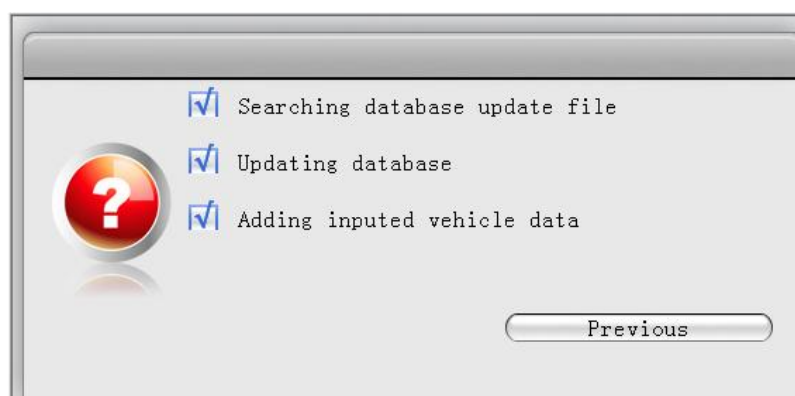 Searching database update file
Updating database
Adding inputed vehicle data
Previous